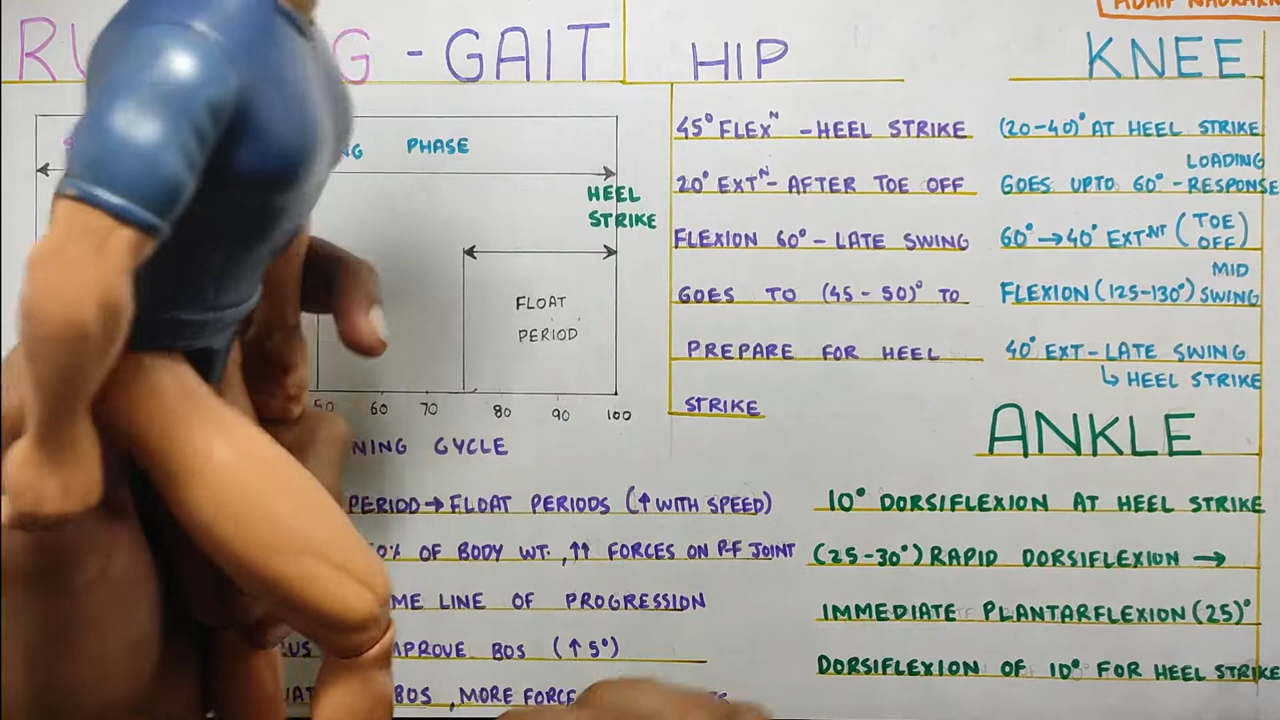 - GAIT
PHASE
HEEL
STRIKE
FLOAT
PERIOD
50 60 70 80 90 100
CYCLE
PERIOD → FLOAT PERIODS (↑ WITH SPEED)
% OF BODY WT., ↑↑ FORCES ON P-F JOINT
LINE OF PROGRESSION
BOS (↑ 5°)
BOS, MORE
HIP
45° FLEXᴺ - HEEL STRIKE
20° EXTᴺ - AFTER TOE OFF
FLEXION 60° - LATE SWING
GOES TO (45 - 50)° TO
PREPARE FOR HEEL
STRIKE
KNEE
(20-40)° AT HEEL STRIKE
GOES UPTO 60° - LOADING RESPONSE
60° → 40° EXTᴺᵀ (TOE OFF)
FLEXION (125-130°) MID SWING
40° EXT - LATE SWING
↳ HEEL STRIKE
ANKLE
10° DORSIFLEXION AT HEEL STRIKE
(25-30°) RAPID DORSIFLEXION →
IMMEDIATE PLANTARFLEXION (25)°
DORSIFLEXION OF 10° FOR HEEL STRIKE